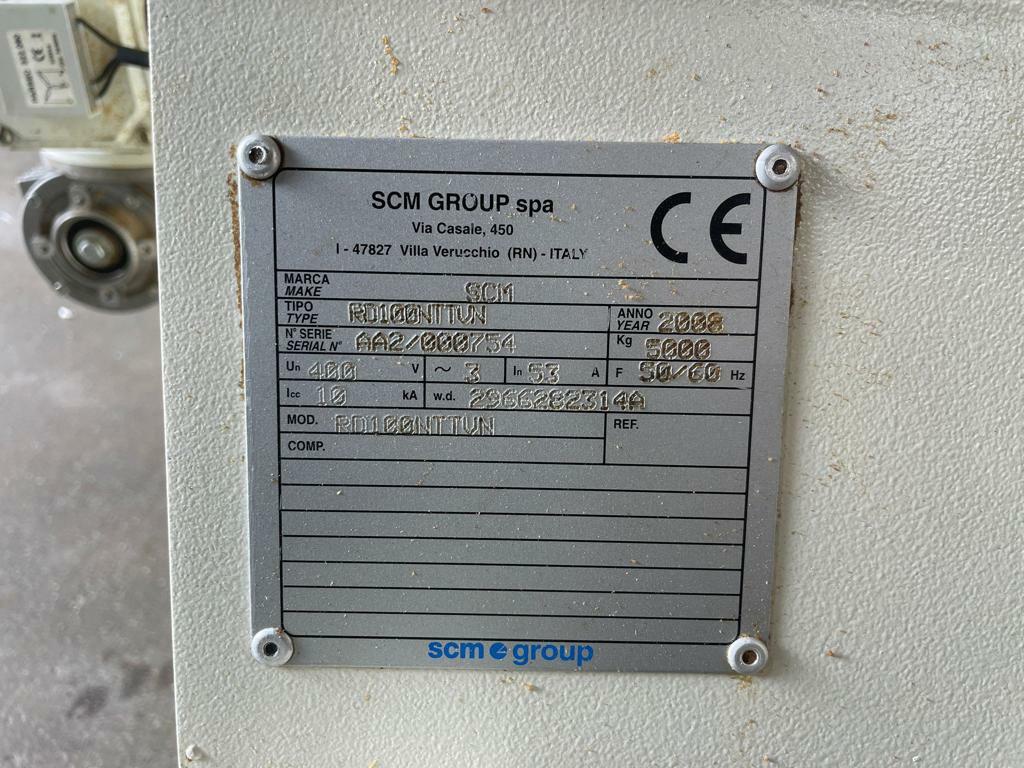 SCM GROUP spa
Via Casale, 450
I - 47827 Villa Verucchio (RN) - ITALY
CE
MARCA
MAKE SCM
TIPO
TYPE RD100NTTVN
ANNO
YEAR 2008
N° SERIE
SERIAL N° AA2/000754
Kg 5000
Un 400 V ~ 3 In 53 A F 50/60 Hz
Icc 10 kA w.d. 2966282314A
MOD. RD100NTTVN REF.
COMP.
scm group
CE